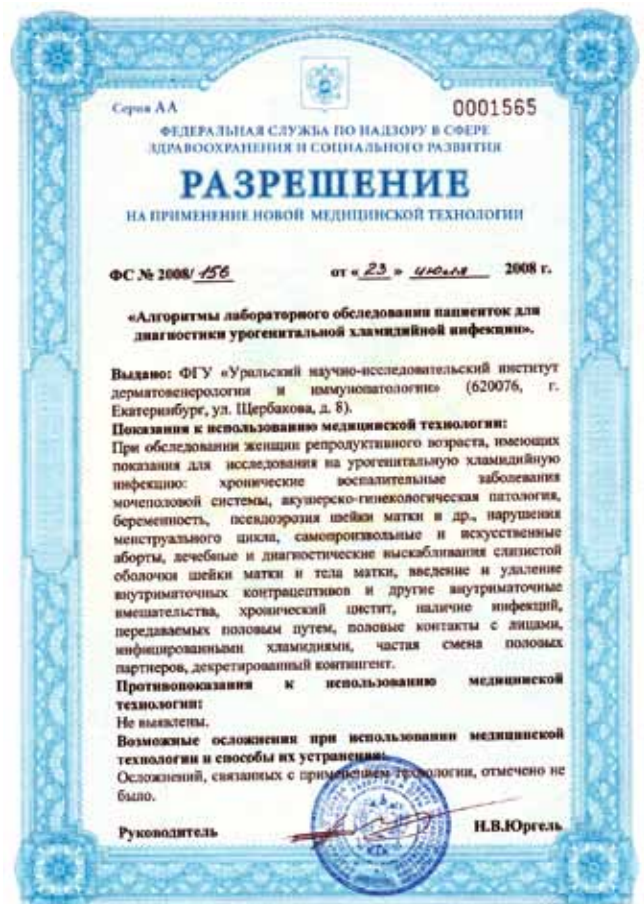 Серия АА
0001565
ФЕДЕРАЛЬНАЯ СЛУЖБА ПО НАДЗОРУ В СФЕРЕ
ЗДРАВООХРАНЕНИЯ И СОЦИАЛЬНОГО РАЗВИТИЯ
РАЗРЕШЕНИЕ
НА ПРИМЕНЕНИЕ НОВОЙ МЕДИЦИНСКОЙ ТЕХНОЛОГИИ
ФС № 2008/ 156 от « 23 » июля 2008 г.
«Алгоритмы лабораторного обследования пациенток для
диагностики урогенитальной хламидийной инфекции».
Выдано: ФГУ «Уральский научно-исследовательский институт
дерматовенерологии и иммунопатологии» (620076, г.
Екатеринбург, ул. Щербакова, д. 8).
Показания к использованию медицинской технологии:
При обследовании женщин репродуктивного возраста, имеющих
показания для исследования на урогенитальную хламидийную
инфекцию: хронические воспалительные заболевания
мочеполовой системы, акушерско-гинекологическая патология,
беременность, псевдоэрозия шейки матки и др., нарушения
менструального цикла, самопроизвольные и искусственные
аборты, лечебные и диагностические выскабливания слизистой
оболочки шейки матки и тела матки, введение и удаление
внутриматочных контрацептивов и другие внутриматочные
вмешательства, хронический цистит, наличие инфекций,
передаваемых половым путем, половые контакты с лицами,
инфицированными хламидиями, частая смена половых
партнеров, декретированный контингент.
Противопоказания к использованию медицинской
технологии:
Не выявлены.
Возможные осложнения при использовании медицинской
технологии и способы их устранения:
Осложнений, связанных с применением технологии, отмечено не
было.
Руководитель
Н.В.Юргель